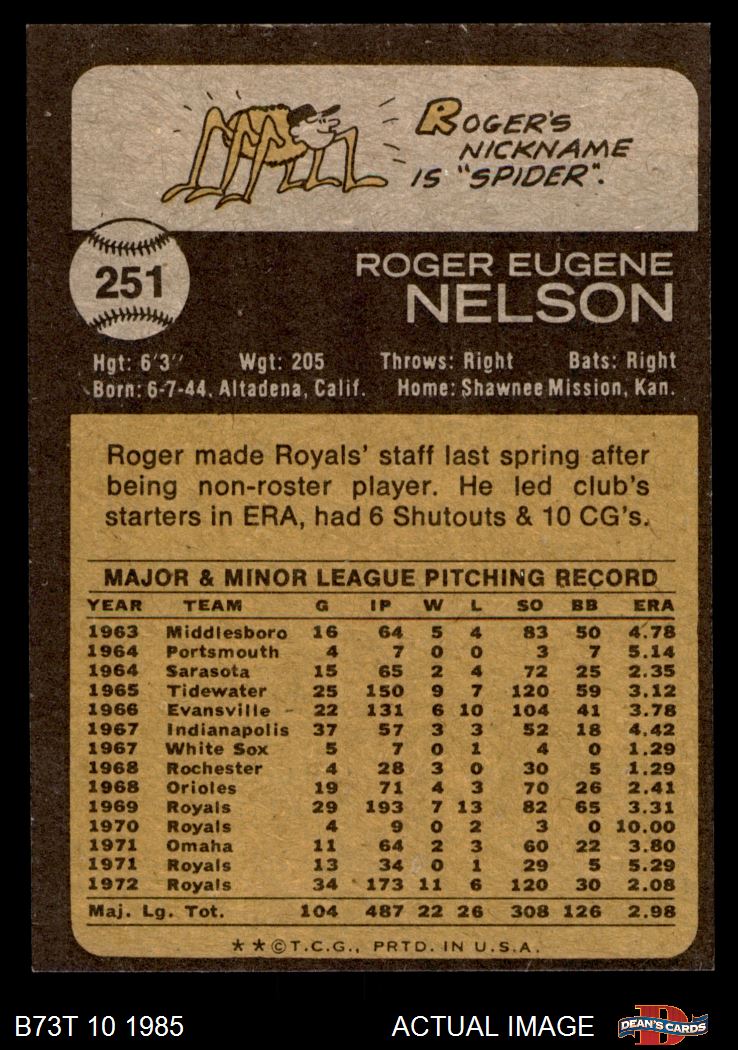 ROGER'S
NICKNAME
IS "SPIDER".
251
ROGER EUGENE
NELSON
Hgt: 6'3" Wgt: 205 Throws: Right Bats: Right
Born: 6-7-44, Altadena, Calif. Home: Shawnee Mission, Kan.
Roger made Royals' staff last spring after
being non-roster player. He led club's
starters in ERA, had 6 Shutouts & 10 CG's.
MAJOR & MINOR LEAGUE PITCHING RECORD
YEAR TEAM G IP W L SO BB ERA
1963 Middlesboro 16 64 5 4 83 50 4.78
1964 Portsmouth 4 7 0 0 3 7 5.14
1964 Sarasota 15 65 2 4 72 25 2.35
1965 Tidewater 25 150 9 7 120 59 3.12
1966 Evansville 22 131 6 10 104 41 3.78
1967 Indianapolis 37 57 3 3 52 18 4.42
1967 White Sox 5 7 0 1 4 0 1.29
1968 Rochester 4 28 3 0 30 5 1.29
1968 Orioles 19 71 4 3 70 26 2.41
1969 Royals 29 193 7 13 82 65 3.31
1970 Royals 4 9 0 2 3 0 10.00
1971 Omaha 11 64 2 3 60 22 3.80
1971 Royals 13 34 0 1 29 5 5.29
1972 Royals 34 173 11 6 120 30 2.08
Maj. Lg. Tot. 104 487 22 26 308 126 2.98
**©T.C.G., PRTD. IN U.S.A.
B73T 10 1985 ACTUAL IMAGE D DEAN'S CARDS